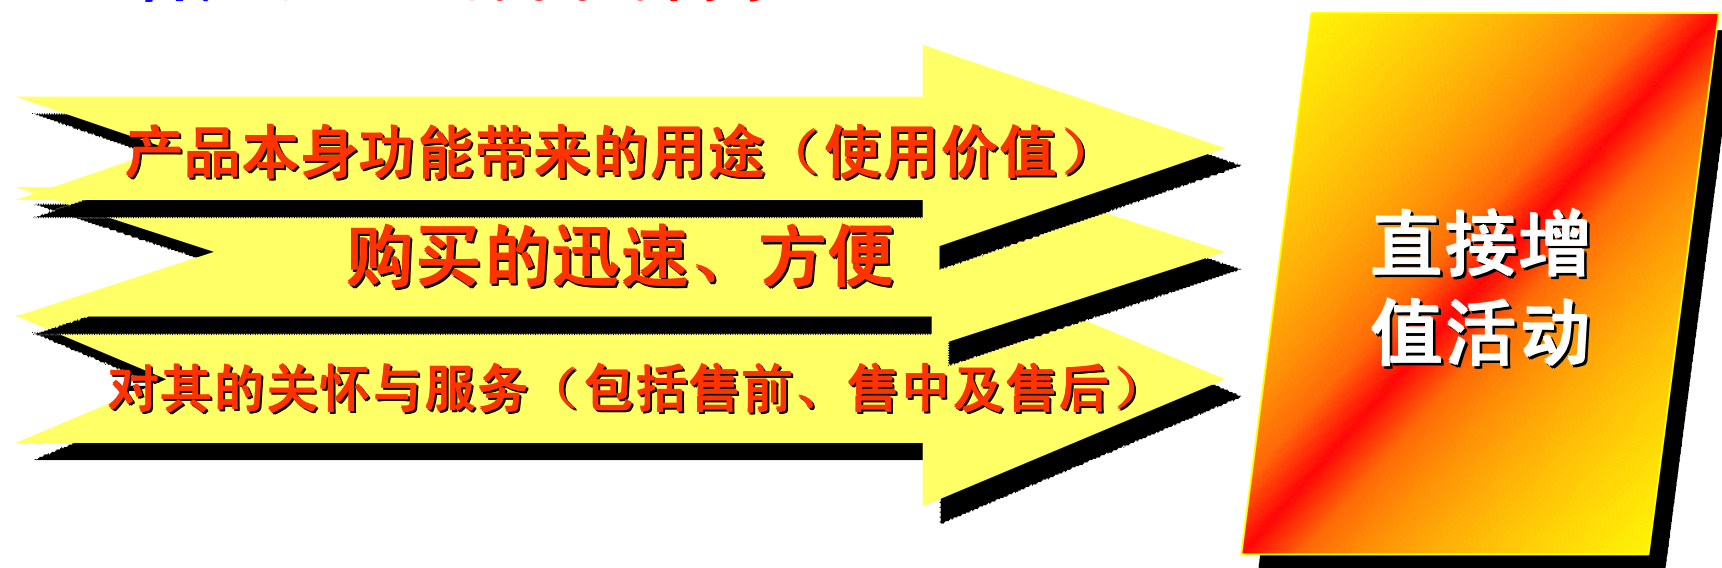 产品本身功能带来的用途（使用价值）
购买的迅速、方便
对其的关怀与服务（包括售前、售中及售后）
直接增
值活动